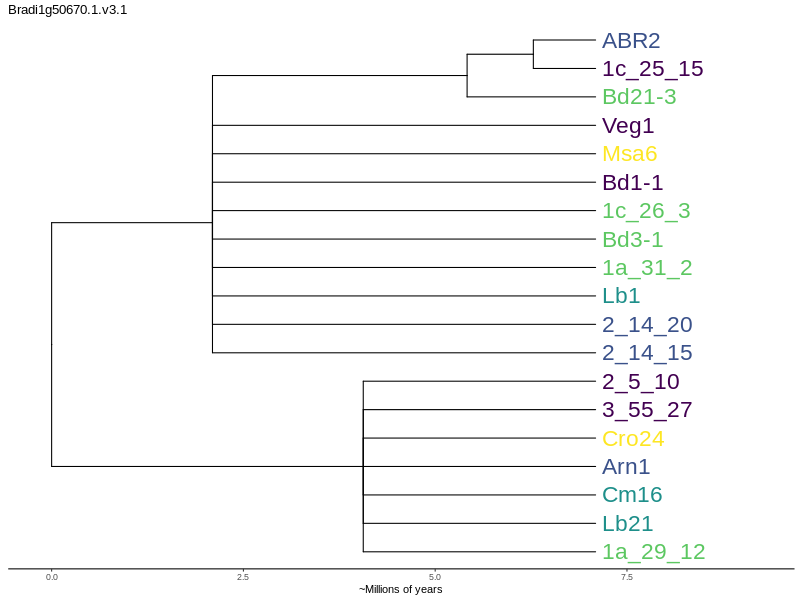 Bradi1g50670.1.v3.1
ABR2
1c_25_15
Bd21-3
Veg1
Msa6
Bd1-1
1c_26_3
Bd3-1
1a_31_2
Lb1
2_14_20
2_14_15
2_5_10
3_55_27
Cro24
Arn1
Cm16
Lb21
1a_29_12
0.0 2.5 5.0 7.5
~Millions of years